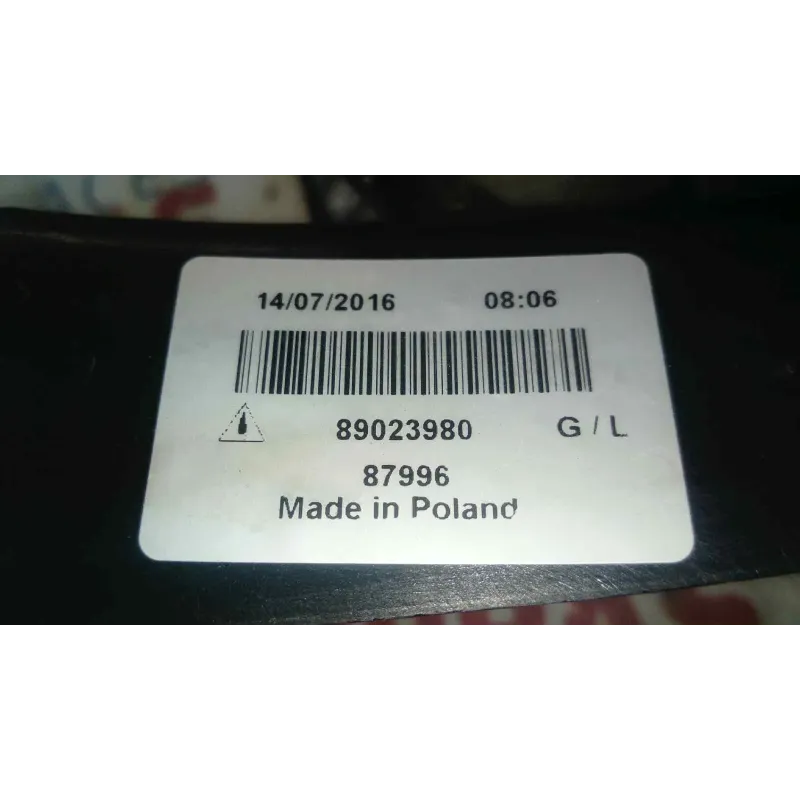 14/07/2016 08:06
89023980 G / L
87996
Made in Poland